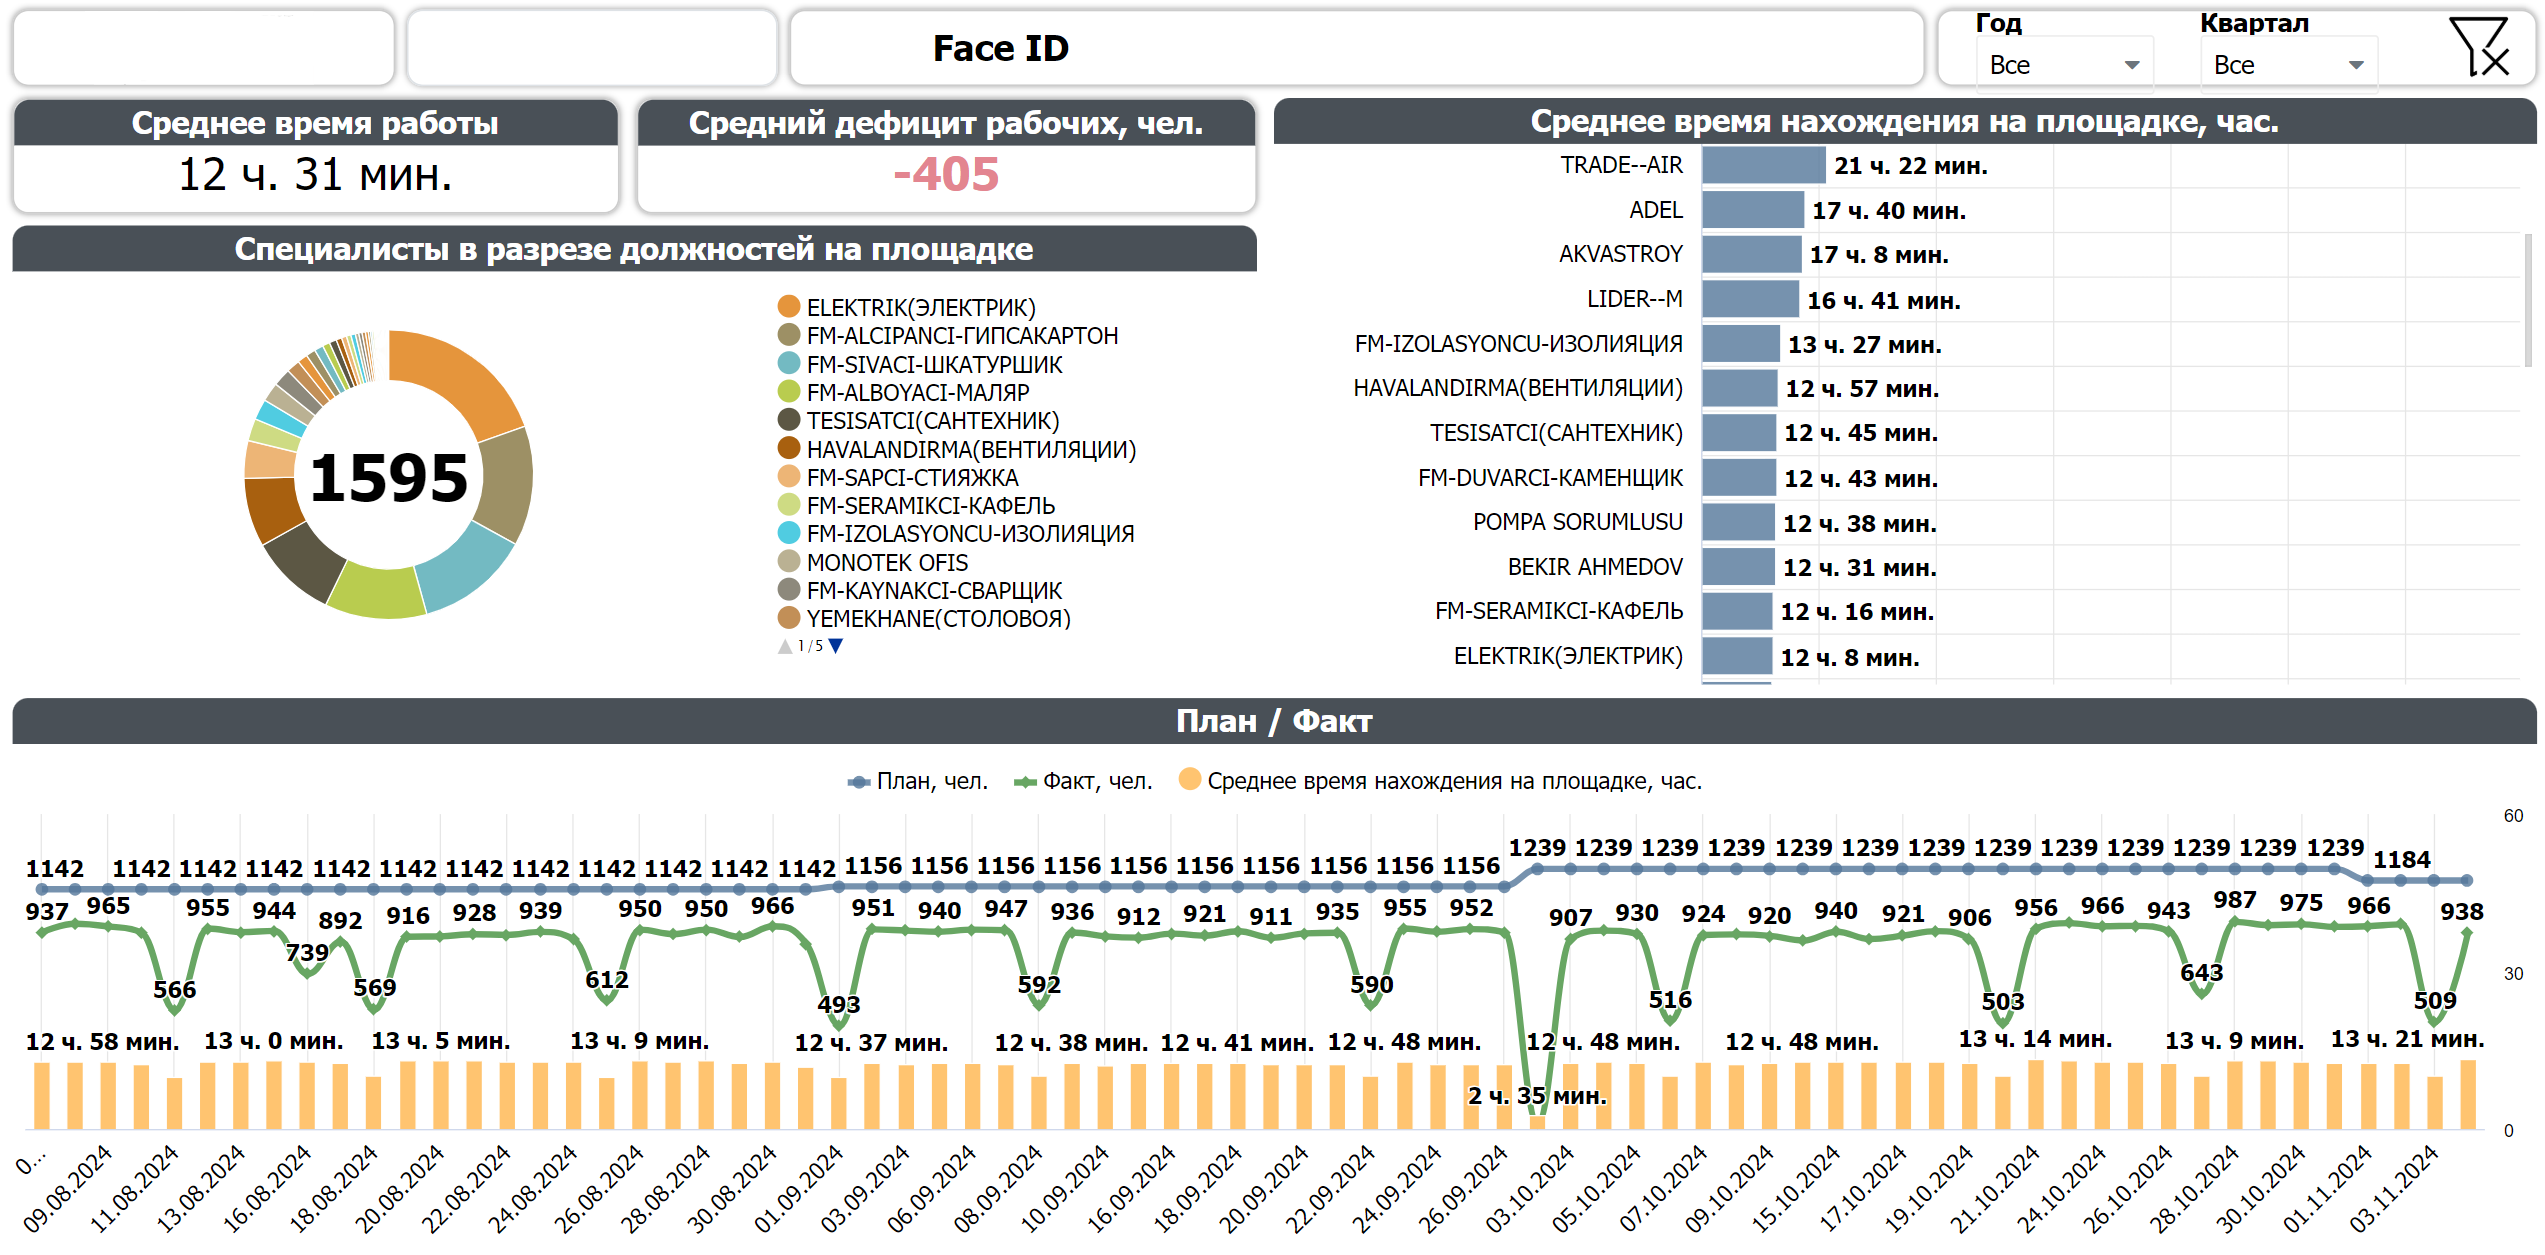 Face ID
Год
Все
Квартал
Все
Среднее время работы
12 ч. 31 мин.
Средний дефицит рабочих, чел.
-405
Специалисты в разрезе должностей на площадке
1595
ELEKTRIK(ЭЛЕКТРИК)
FM-ALCIPANCI-ГИПСАКАРТОН
FM-SIVACI-ШКАТУРШИК
FM-ALBOYACI-МАЛЯР
TESISATCI(САНТЕХНИК)
HAVALANDIRMA(ВЕНТИЛЯЦИИ)
FM-SAPCI-СТИЯЖКА
FM-SERAMIKCI-КАФЕЛЬ
FM-IZOLASYONCU-ИЗОЛИЯЦИЯ
MONOTEK OFIS
FM-KAYNAKCI-СВАРЩИК
YEMEKHANE(СТОЛОВОЯ)
1/5
Среднее время нахождения на площадке, час.
TRADE--AIR 21 ч. 22 мин.
ADEL 17 ч. 40 мин.
AKVASTROY 17 ч. 8 мин.
LIDER--M 16 ч. 41 мин.
FM-IZOLASYONCU-ИЗОЛИЯЦИЯ 13 ч. 27 мин.
HAVALANDIRMA(ВЕНТИЛЯЦИИ) 12 ч. 57 мин.
TESISATCI(САНТЕХНИК) 12 ч. 45 мин.
FM-DUVARCI-КАМЕНЩИК 12 ч. 43 мин.
POMPA SORUMLUSU 12 ч. 38 мин.
BEKIR AHMEDOV 12 ч. 31 мин.
FM-SERAMIKCI-КАФЕЛЬ 12 ч. 16 мин.
ELEKTRIK(ЭЛЕКТРИК) 12 ч. 8 мин.
План / Факт
План, чел. Факт, чел. Среднее время нахождения на площадке, час.
60
30
0
1142 1142 1142 1142 1142 1142 1142 1142 1142 1142 1142 1142 1156 1156 1156 1156 1156 1156 1156 1156 1156 1156 1239 1239 1239 1239 1239 1239 1239 1239 1239 1239 1239 1239 1239 1184
937 965 566 955 944 739 892 569 916 928 939 612 950 950 966 493 951 940 947 592 936 912 921 911 935 590 955 952 907 930 516 924 920 940 921 906 503 956 966 943 643 987 975 966 509 938
12 ч. 58 мин. 13 ч. 0 мин. 13 ч. 5 мин. 13 ч. 9 мин. 12 ч. 37 мин. 12 ч. 38 мин. 12 ч. 41 мин. 12 ч. 48 мин. 2 ч. 35 мин. 12 ч. 48 мин. 12 ч. 48 мин. 13 ч. 14 мин. 13 ч. 9 мин. 13 ч. 21 мин.
0... 09.08.2024 11.08.2024 13.08.2024 16.08.2024 18.08.2024 20.08.2024 22.08.2024 24.08.2024 26.08.2024 28.08.2024 30.08.2024 01.09.2024 03.09.2024 06.09.2024 08.09.2024 10.09.2024 16.09.2024 18.09.2024 20.09.2024 22.09.2024 24.09.2024 26.09.2024 03.10.2024 05.10.2024 07.10.2024 09.10.2024 15.10.2024 17.10.2024 19.10.2024 21.10.2024 24.10.2024 26.10.2024 28.10.2024 30.10.2024 01.11.2024 03.11.2024